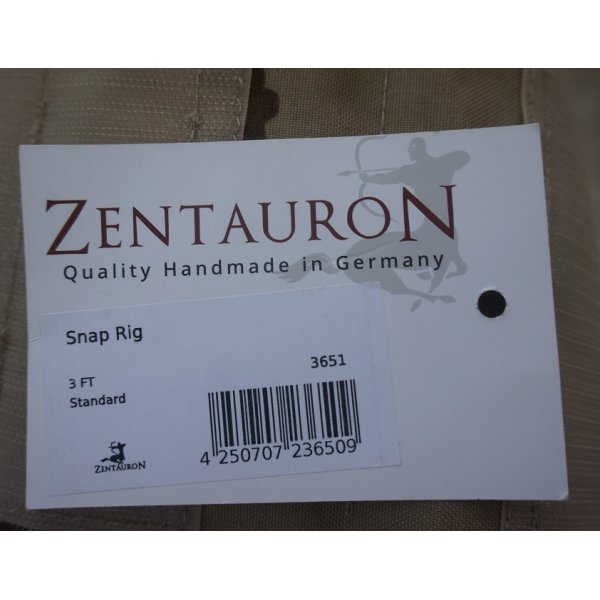 ZENTAURON
Quality Handmade in Germany
Snap Rig
3651
3 FT
Standard
ZENTAURON
4 250707 236509